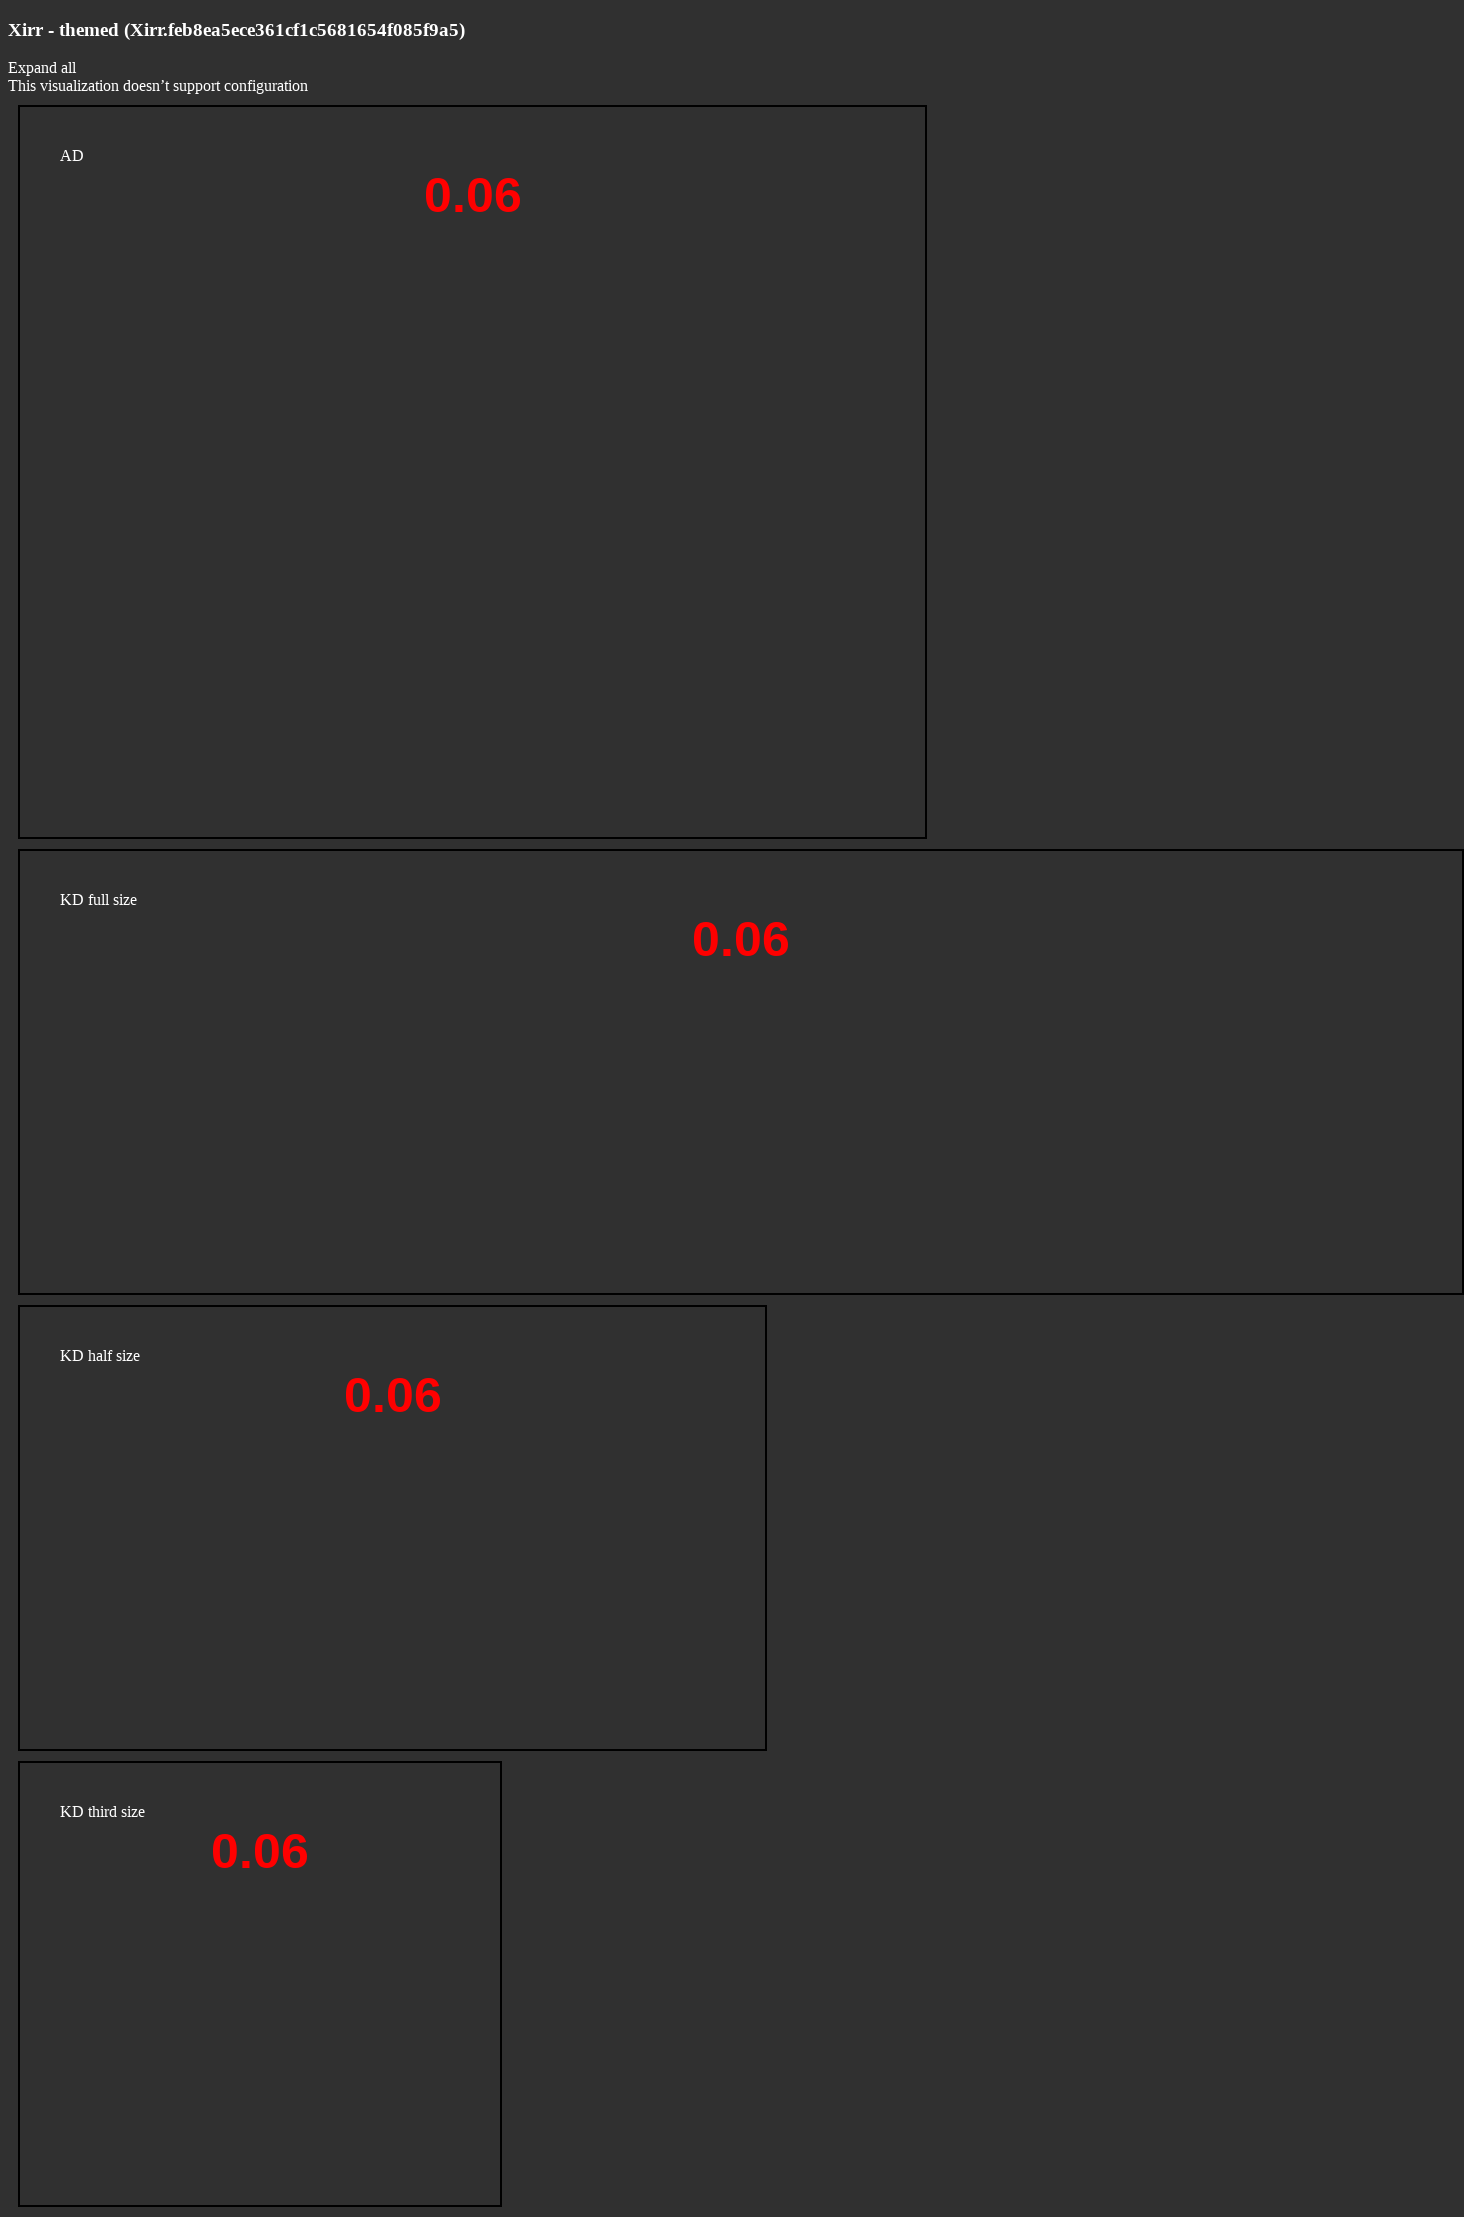 Xirr - themed (Xirr.feb8ea5ece361cf1c5681654f085f9a5)
Expand all
This visualization doesn’t support configuration
AD
0.06
KD full size
0.06
KD half size
0.06
KD third size
0.06